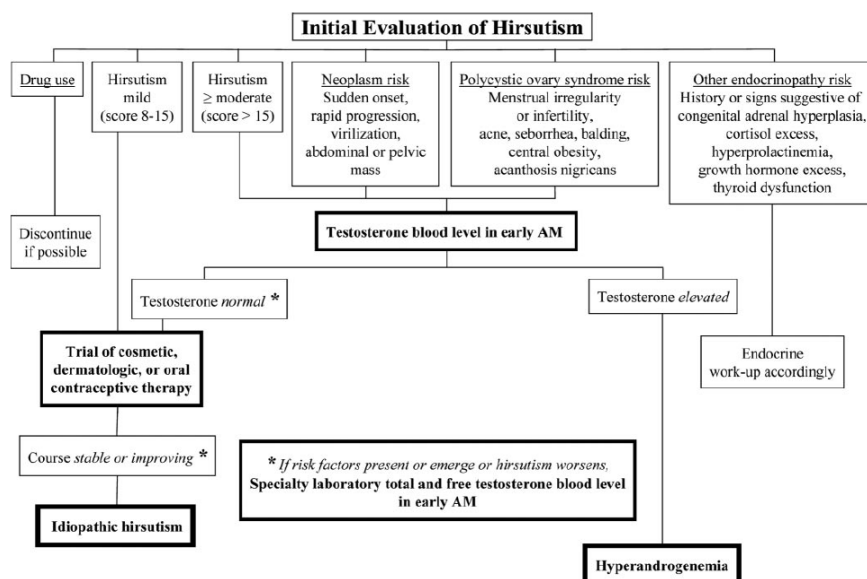 Initial Evaluation of Hirsutism
Drug use
Hirsutism
mild
(score 8-15)
Hirsutism
≥ moderate
(score > 15)
Neoplasm risk
Sudden onset,
rapid progression,
virilization,
abdominal or pelvic
mass
Polycystic ovary syndrome risk
Menstrual irregularity
or infertility,
acne, seborrhea, balding,
central obesity,
acanthosis nigricans
Other endocrinopathy risk
History or signs suggestive of
congenital adrenal hyperplasia,
cortisol excess,
hyperprolactinemia,
growth hormone excess,
thyroid dysfunction
Discontinue
if possible
Testosterone blood level in early AM
Testosterone normal *
Testosterone elevated
Trial of cosmetic,
dermatologic, or oral
contraceptive therapy
Endocrine
work-up accordingly
Course stable or improving *
* If risk factors present or emerge or hirsutism worsens,
Specialty laboratory total and free testosterone blood level
in early AM
Idiopathic hirsutism
Hyperandrogenemia